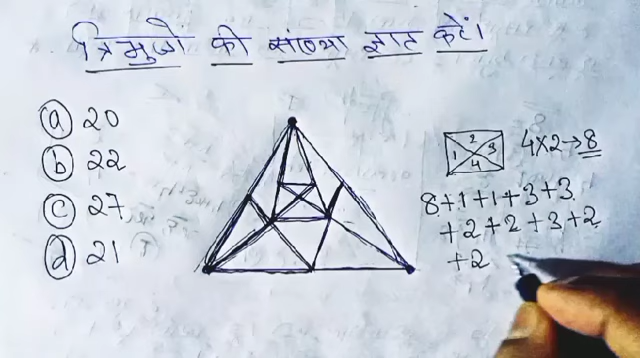 त्रिभुजो की संख्या ज्ञात करें।
(a) 20
(b) 22
(c) 27
(d) 21
1 2 3 4
4×2→8
8+1+1+3+3
+2+2+3+2
+2